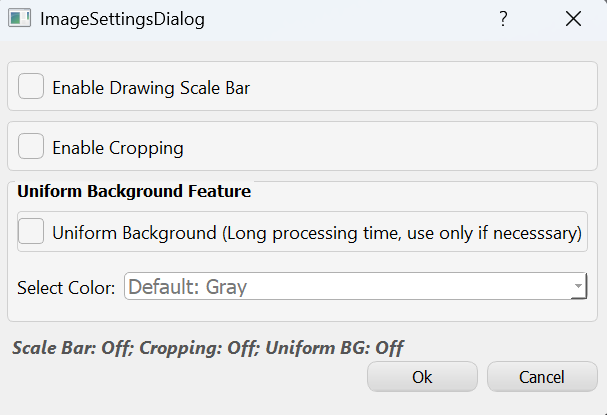 ImageSettingsDialog
Enable Drawing Scale Bar
Enable Cropping
Uniform Background Feature
Uniform Background (Long processing time, use only if necesssary)
Select Color: Default: Gray
Scale Bar: Off; Cropping: Off; Uniform BG: Off
Ok Cancel